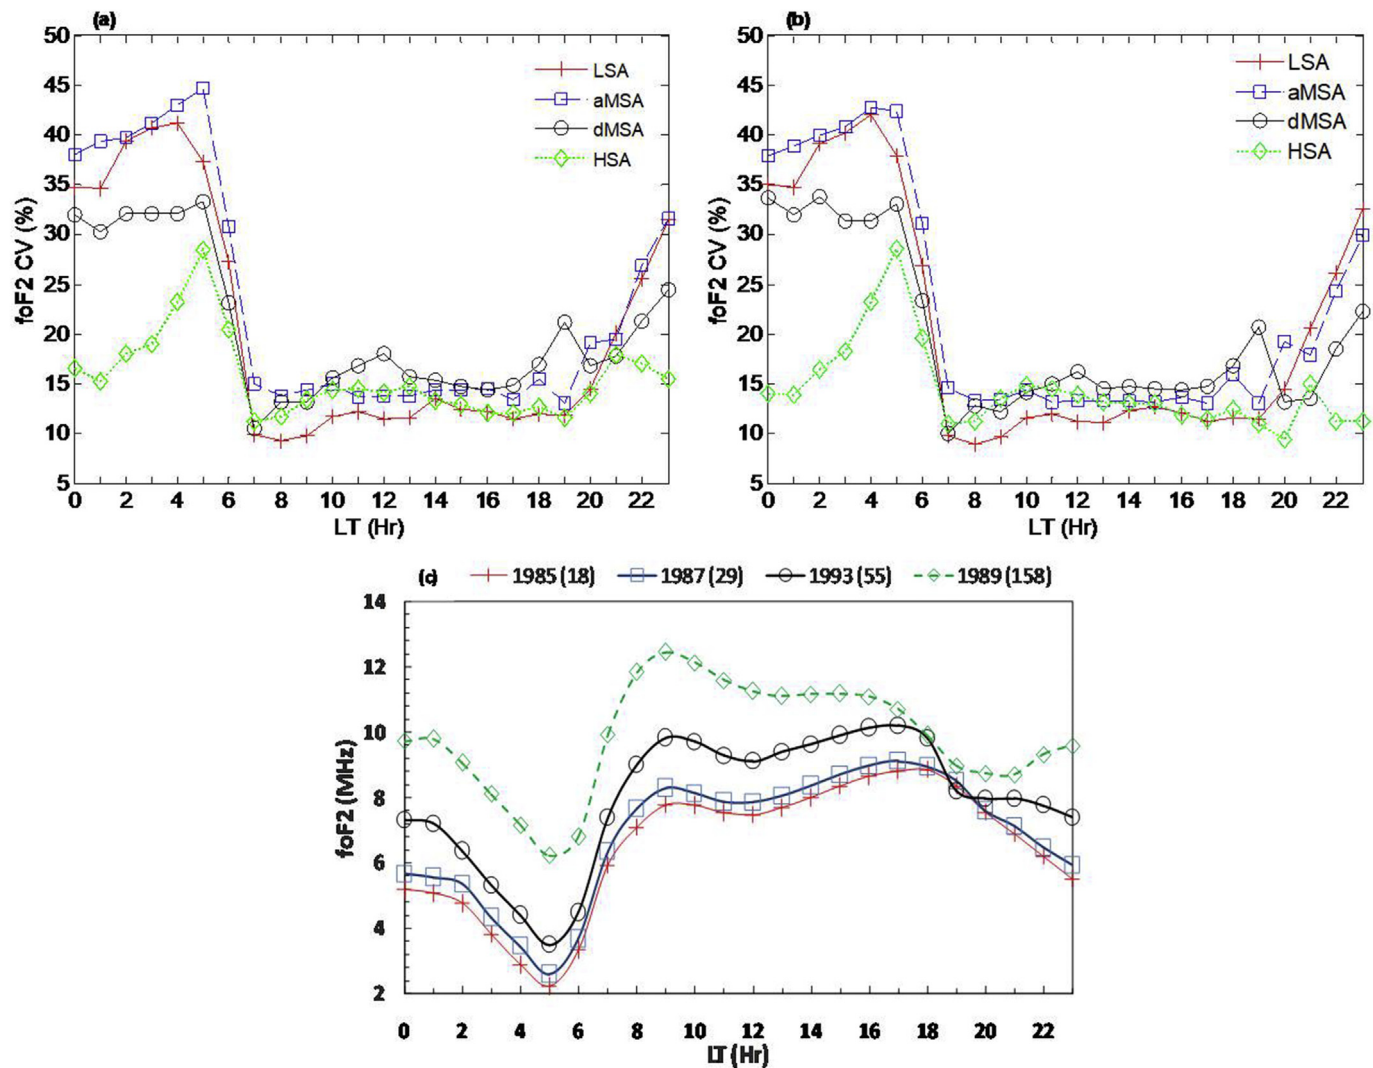 (a)
50
45
40
35
30
25
20
15
10
5
foF2 CV (%)
LSA
aMSA
dMSA
HSA
0 2 4 6 8 10 12 14 16 18 20 22
LT (Hr)
(b)
50
45
40
35
30
25
20
15
10
5
foF2 CV (%)
LSA
aMSA
dMSA
HSA
0 2 4 6 8 10 12 14 16 18 20 22
LT (Hr)
(c) 1985 (18) 1987 (29) 1993 (55) 1989 (158)
14
12
10
8
6
4
2
foF2 (MHz)
0 2 4 6 8 10 12 14 16 18 20 22
LT (Hr)